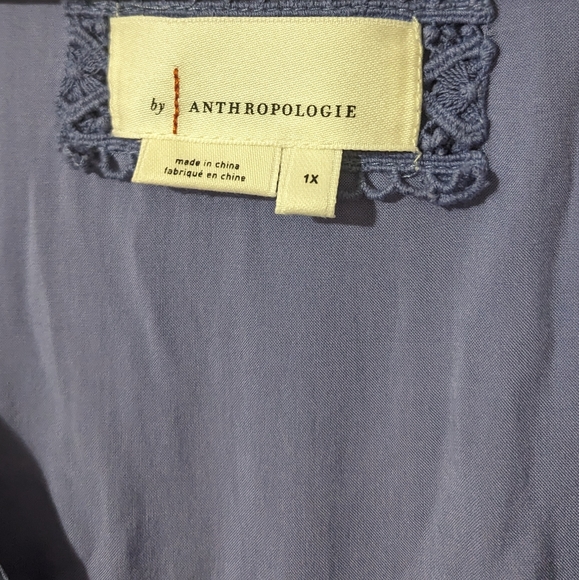 by ANTHROPOLOGIE
made in china
fabriqué en chine
1X